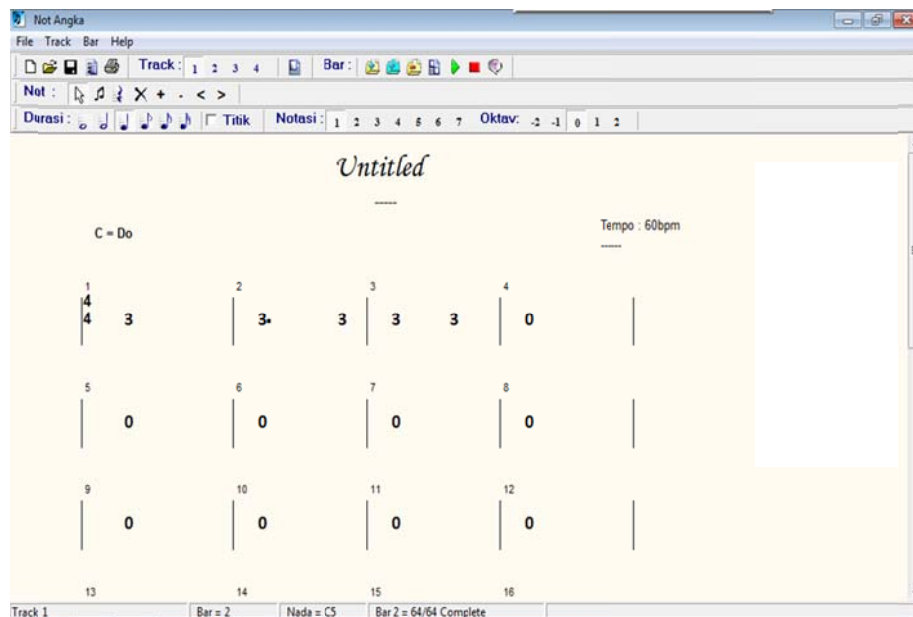 Not Angka
File Track Bar Help
Track: 1 2 3 4 Bar:
Not : + . < >
Durasi: Titik Notasi: 1 2 3 4 5 6 7 Oktav: -2 -1 0 1 2
Untitled
-----
C = Do
Tempo : 60bpm
------
1 2 3 4
4
4 3 3. 3 3 3 0
5 6 7 8
0 0 0 0
9 10 11 12
0 0 0 0
13 14 15 16
Track 1 Bar = 2 Nada = C5 Bar 2 = 64/64 Complete